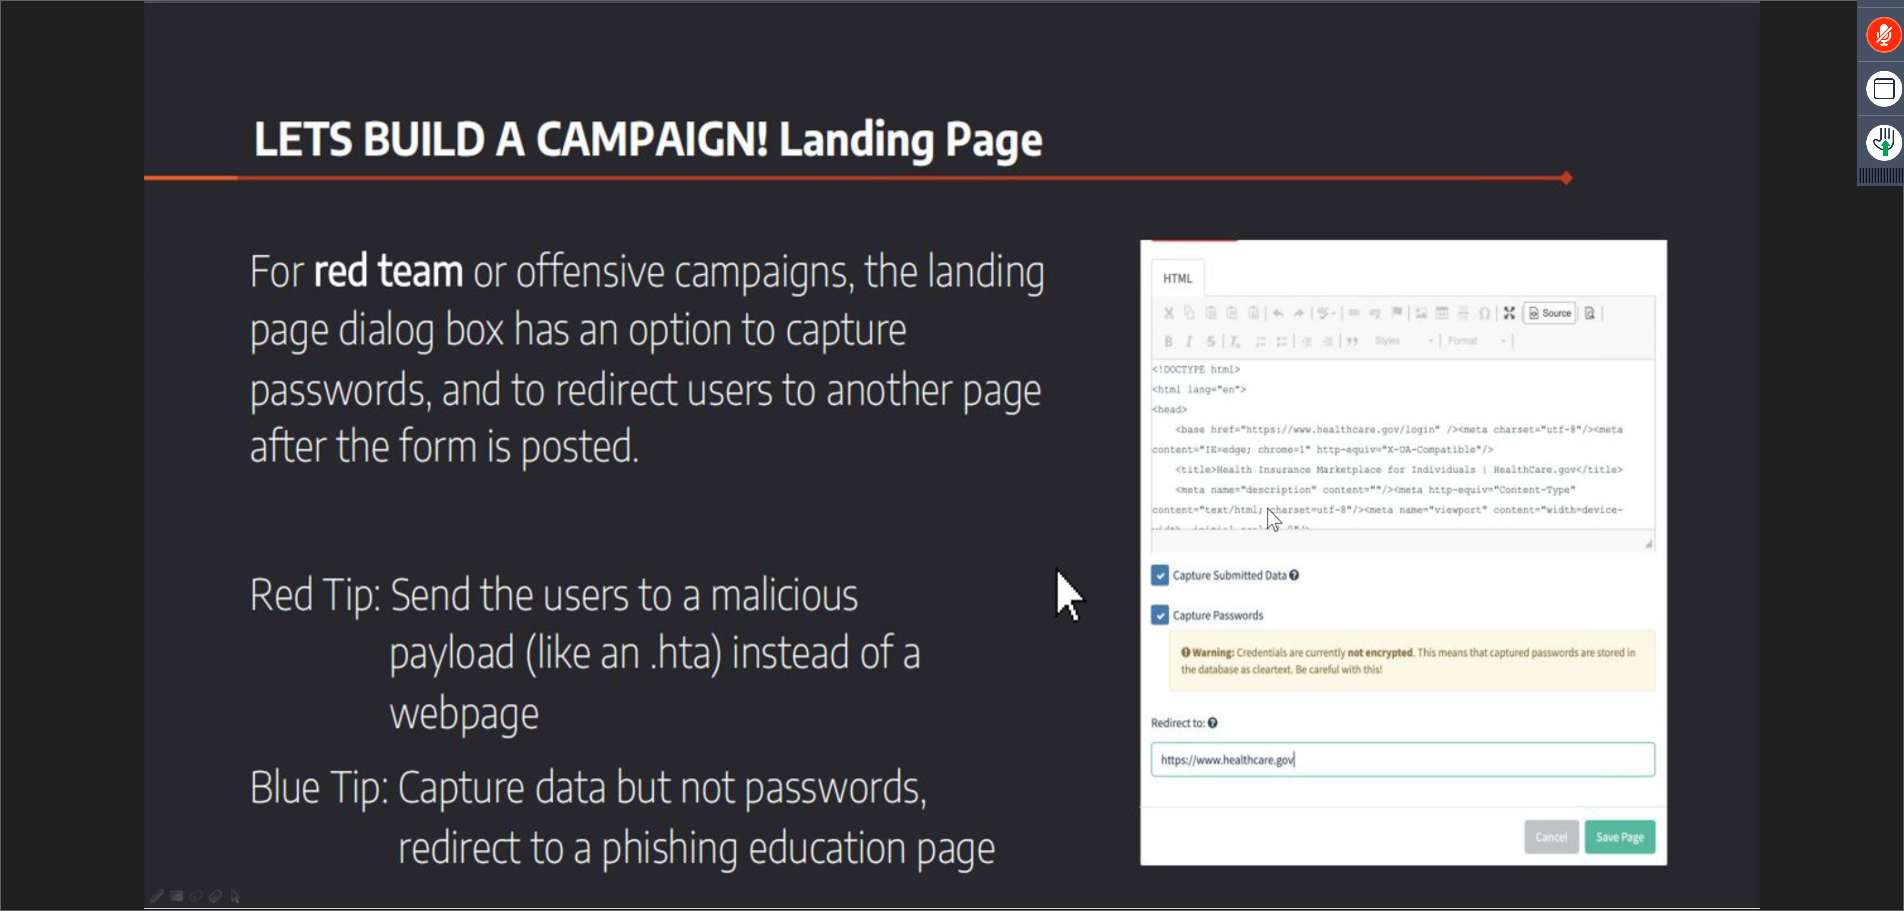 LETS BUILD A CAMPAIGN! Landing Page
For red team or offensive campaigns, the landing
page dialog box has an option to capture
passwords, and to redirect users to another page
after the form is posted.
Red Tip: Send the users to a malicious
payload (like an .hta) instead of a
webpage
Blue Tip: Capture data but not passwords,
redirect to a phishing education page
HTML
Source
B I S Styles Format
<!DOCTYPE html>
<html lang="en">
<head>
<base href="https://www.healthcare.gov/login" /><meta charset="utf-8"/><meta
content="IE=edge; chrome=1" http-equiv="X-UA-Compatible"/>
<title>Health Insurance Marketplace for Individuals | HealthCare.gov</title>
<meta name="description" content=""/><meta http-equiv="Content-Type"
content="text/html; charset=utf-8"/><meta name="viewport" content="width=device-
Capture Submitted Data
Capture Passwords
Warning: Credentials are currently not encrypted. This means that captured passwords are stored in
the database as cleartext. Be careful with this!
Redirect to:
https://www.healthcare.gov
Cancel Save Page